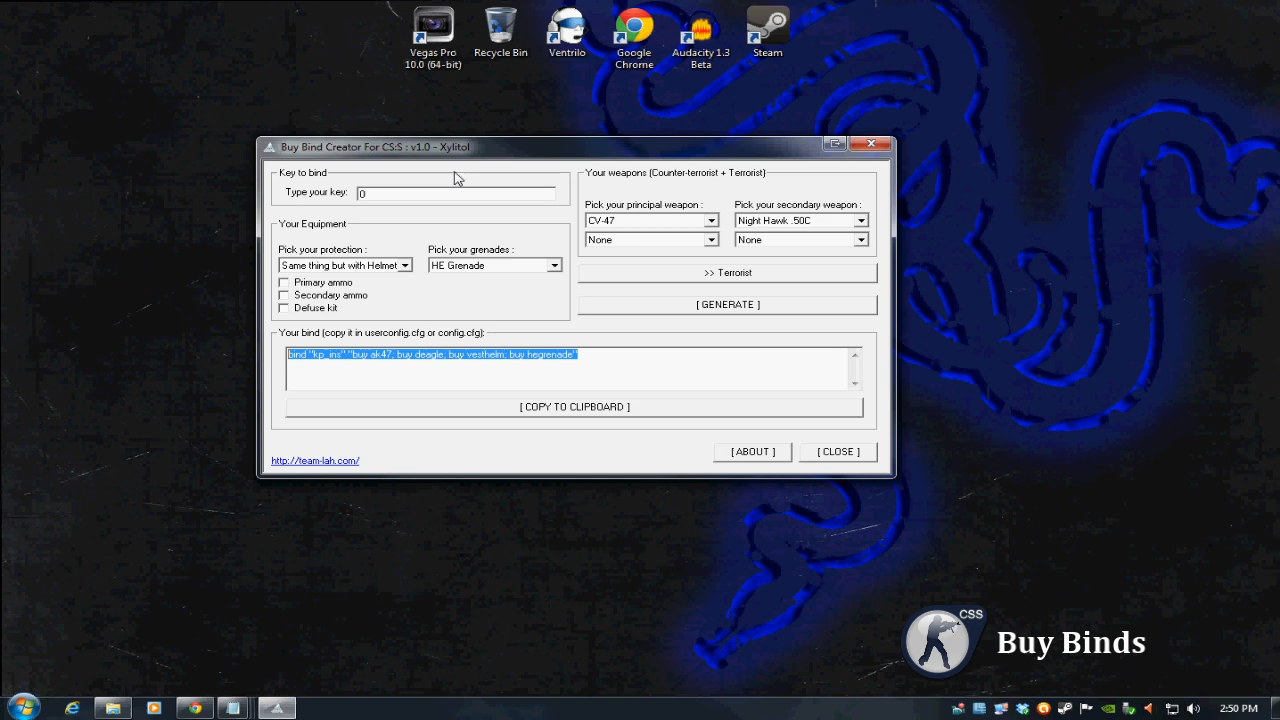 Vegas Pro
10.0 (64-bit)
Recycle Bin
Ventrilo
Google
Chrome
Audacity 1.3
Beta
Steam
Buy Bind Creator For CS:S : v1.0 - Xylitol
Key to bind
Type your key:
0
Your Equipment
Pick your protection :
Pick your grenades :
Same thing but with Helmet
HE Grenade
Primary ammo
Secondary ammo
Defuse kit
Your weapons (Counter-terrorist + Terrorist)
Pick your principal weapon :
Pick your secondary weapon :
CV-47
Night Hawk .50C
None
None
>> Terrorist
[ GENERATE ]
Your bind (copy it in userconfig.cfg or config.cfg):
bind "kp_ins" "buy ak47; buy deagle; buy vesthelm; buy hegrenade"
[ COPY TO CLIPBOARD ]
http://team-lah.com/
[ ABOUT ]
[ CLOSE ]
CSS
Buy Binds
2:50 PM